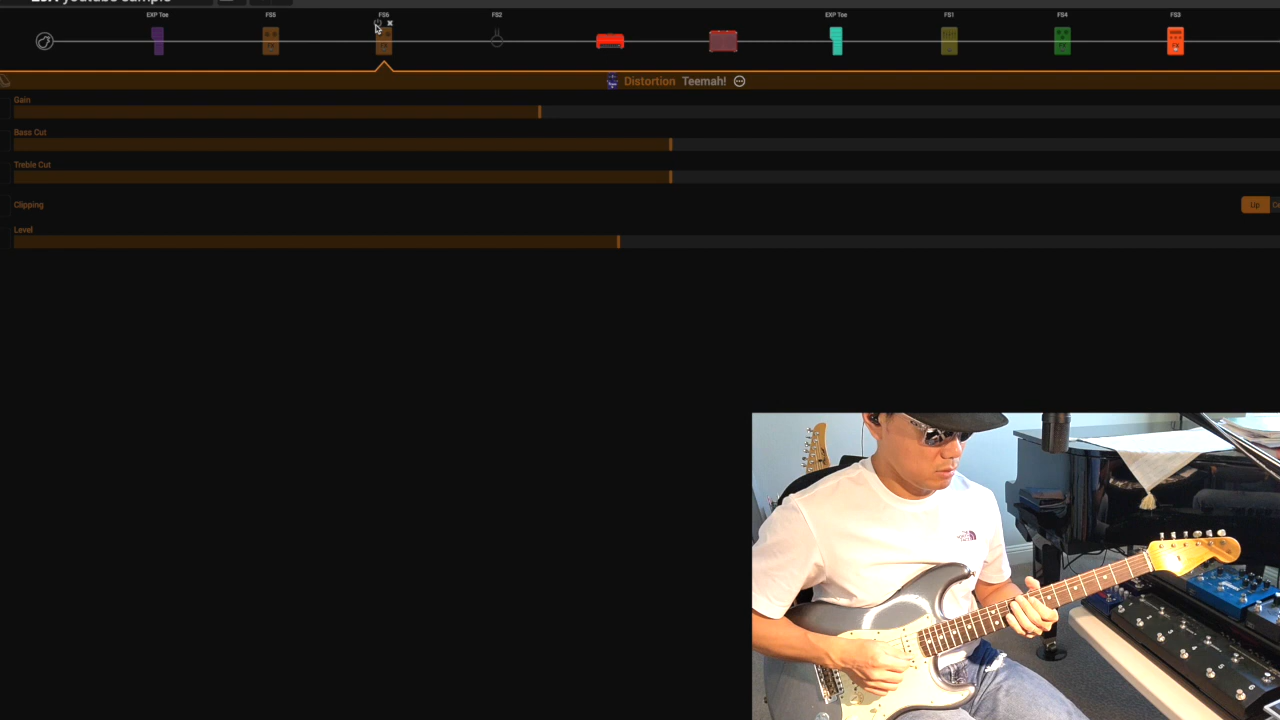 EXP Toe
FS5
FS6
FS2
EXP Toe
FS1
FS4
FS3
Distortion Teemah!
Gain
Bass Cut
Treble Cut
Clipping
Up
Level